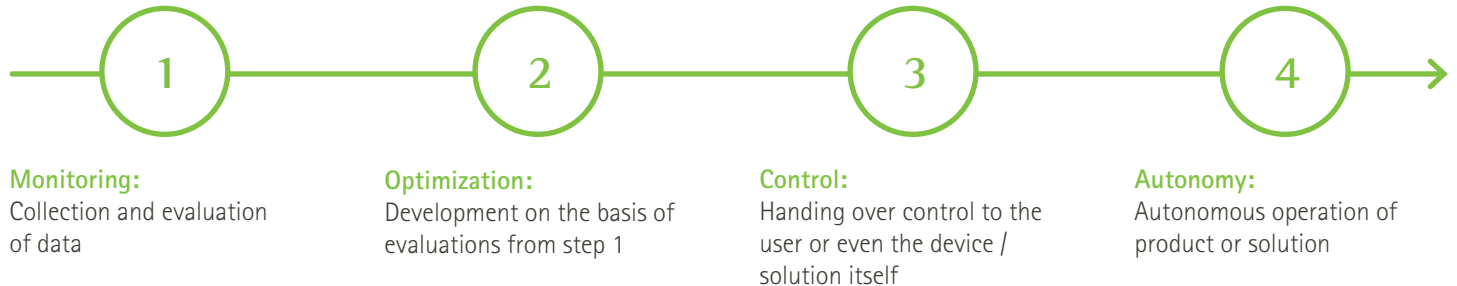 1
2
3
4
Monitoring:
Collection and evaluation
of data
Optimization:
Development on the basis of
evaluations from step 1
Control:
Handing over control to the
user or even the device /
solution itself
Autonomy:
Autonomous operation of
product or solution